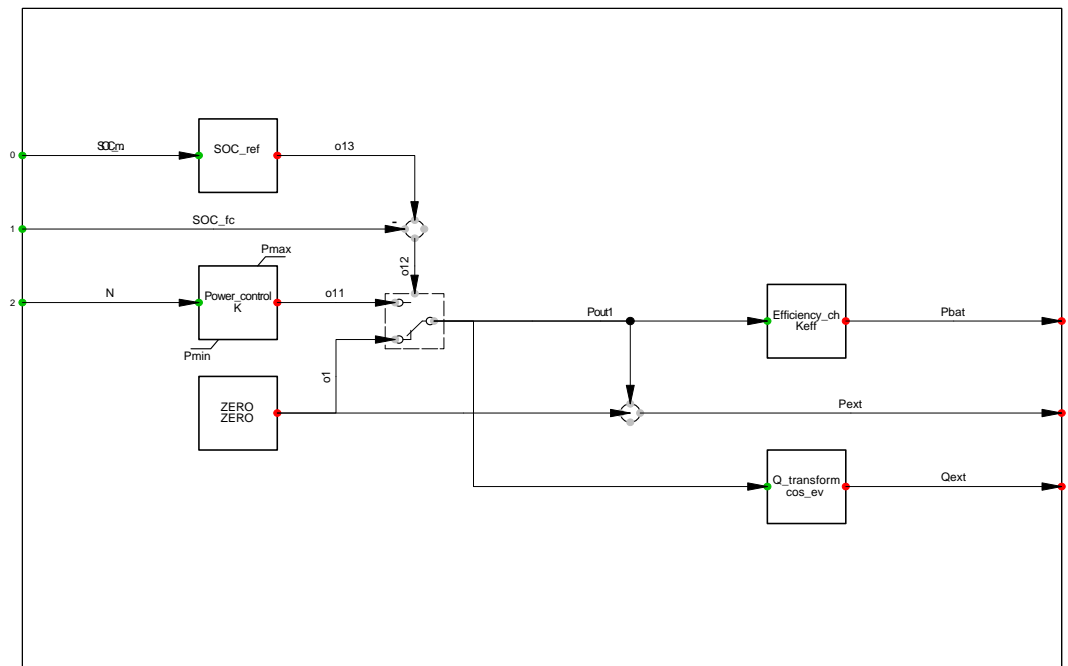 0
SOC_ref
o13
1
SOC_fc
-
o12
Pmax
2
N
Power_control
K
o11
Pmin
o1
Pout1
Efficiency_ch
Keff
Pbat
ZERO
ZERO
Pext
Q_transform
cos_ev
Qext